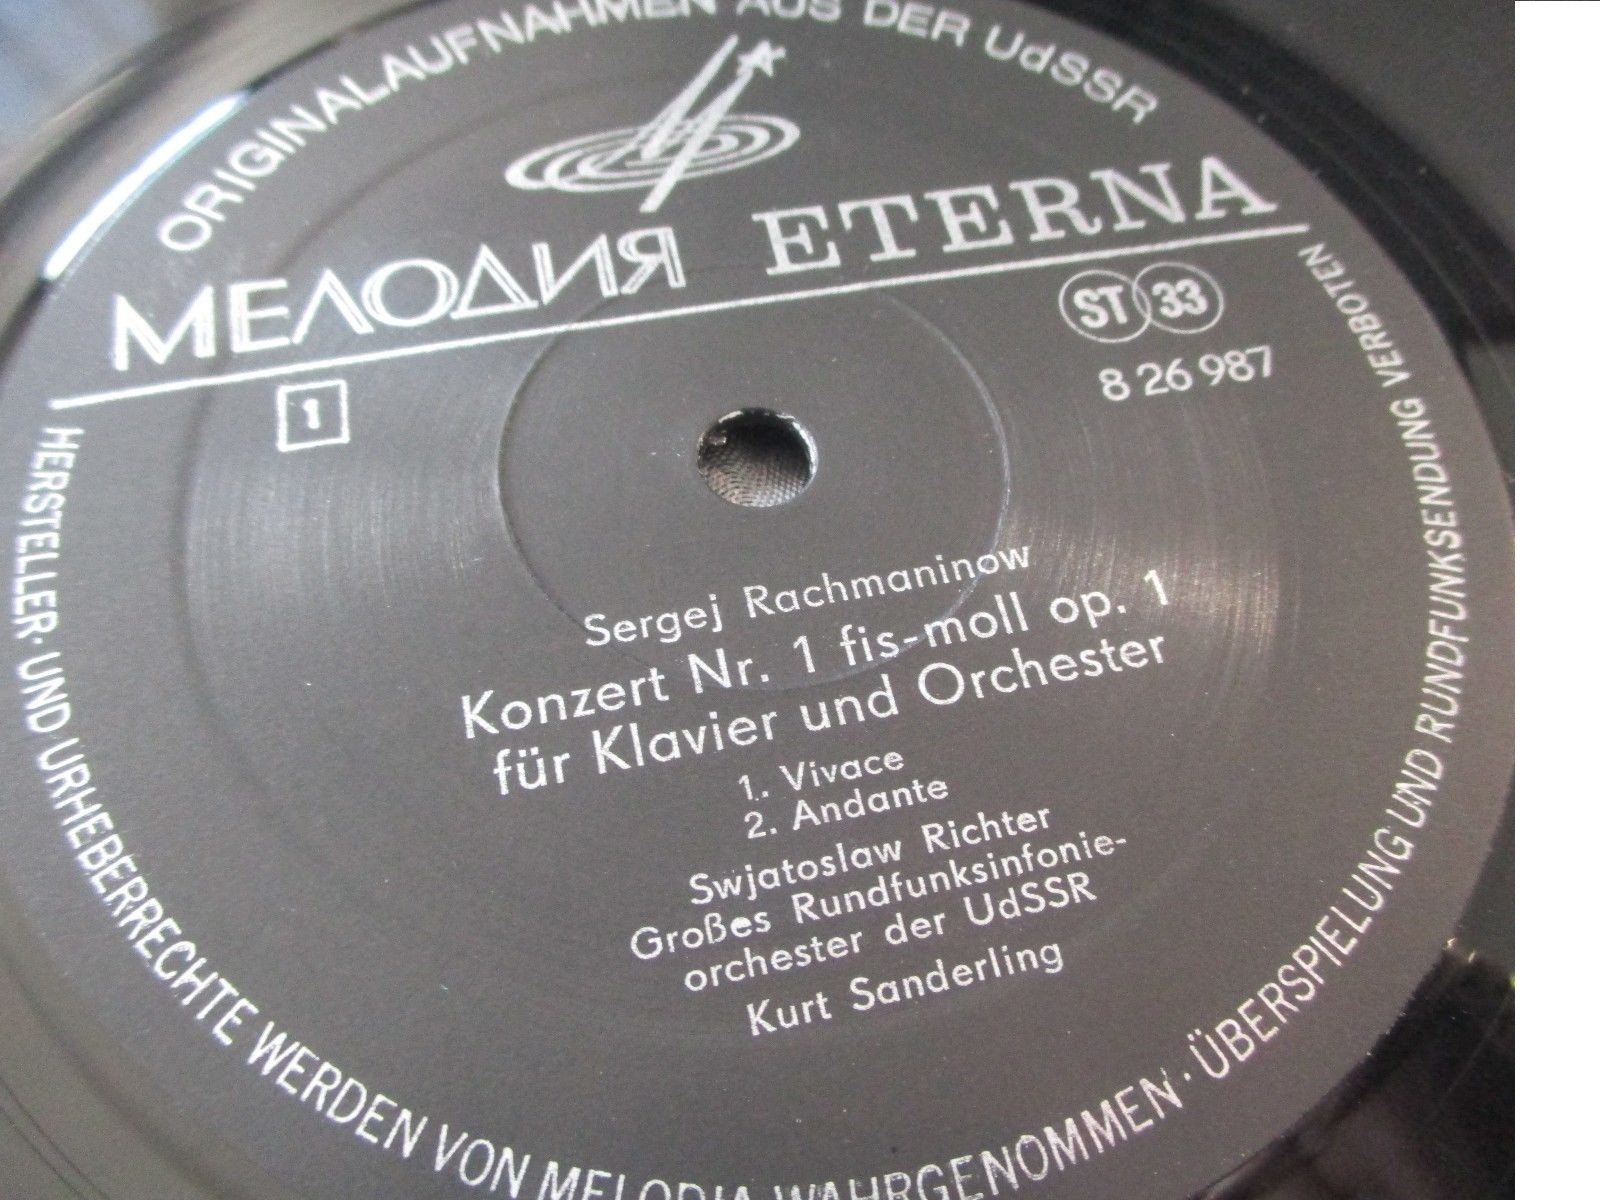 ORIGINALAUFNAHMEN AUS DER UdSSR
МЕЛОДИЯ ETERNA
ST 33
1
8 26 987
Sergej Rachmaninow
Konzert Nr. 1 fis-moll op. 1
für Klavier und Orchester
1. Vivace
2. Andante
Swjatoslaw Richter
Großes Rundfunksinfonie-
orchester der UdSSR
Kurt Sanderling
HERSTELLER- UND URHEBERRECHTE WERDEN VON MELODIA WAHRGENOMMEN · ÜBERSPIELUNG UND RUNDFUNKSENDUNG VERBOTEN